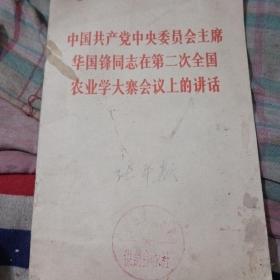 中国共产党中央委员会主席
华国锋同志在第二次全国
农业学大寨会议上的讲话